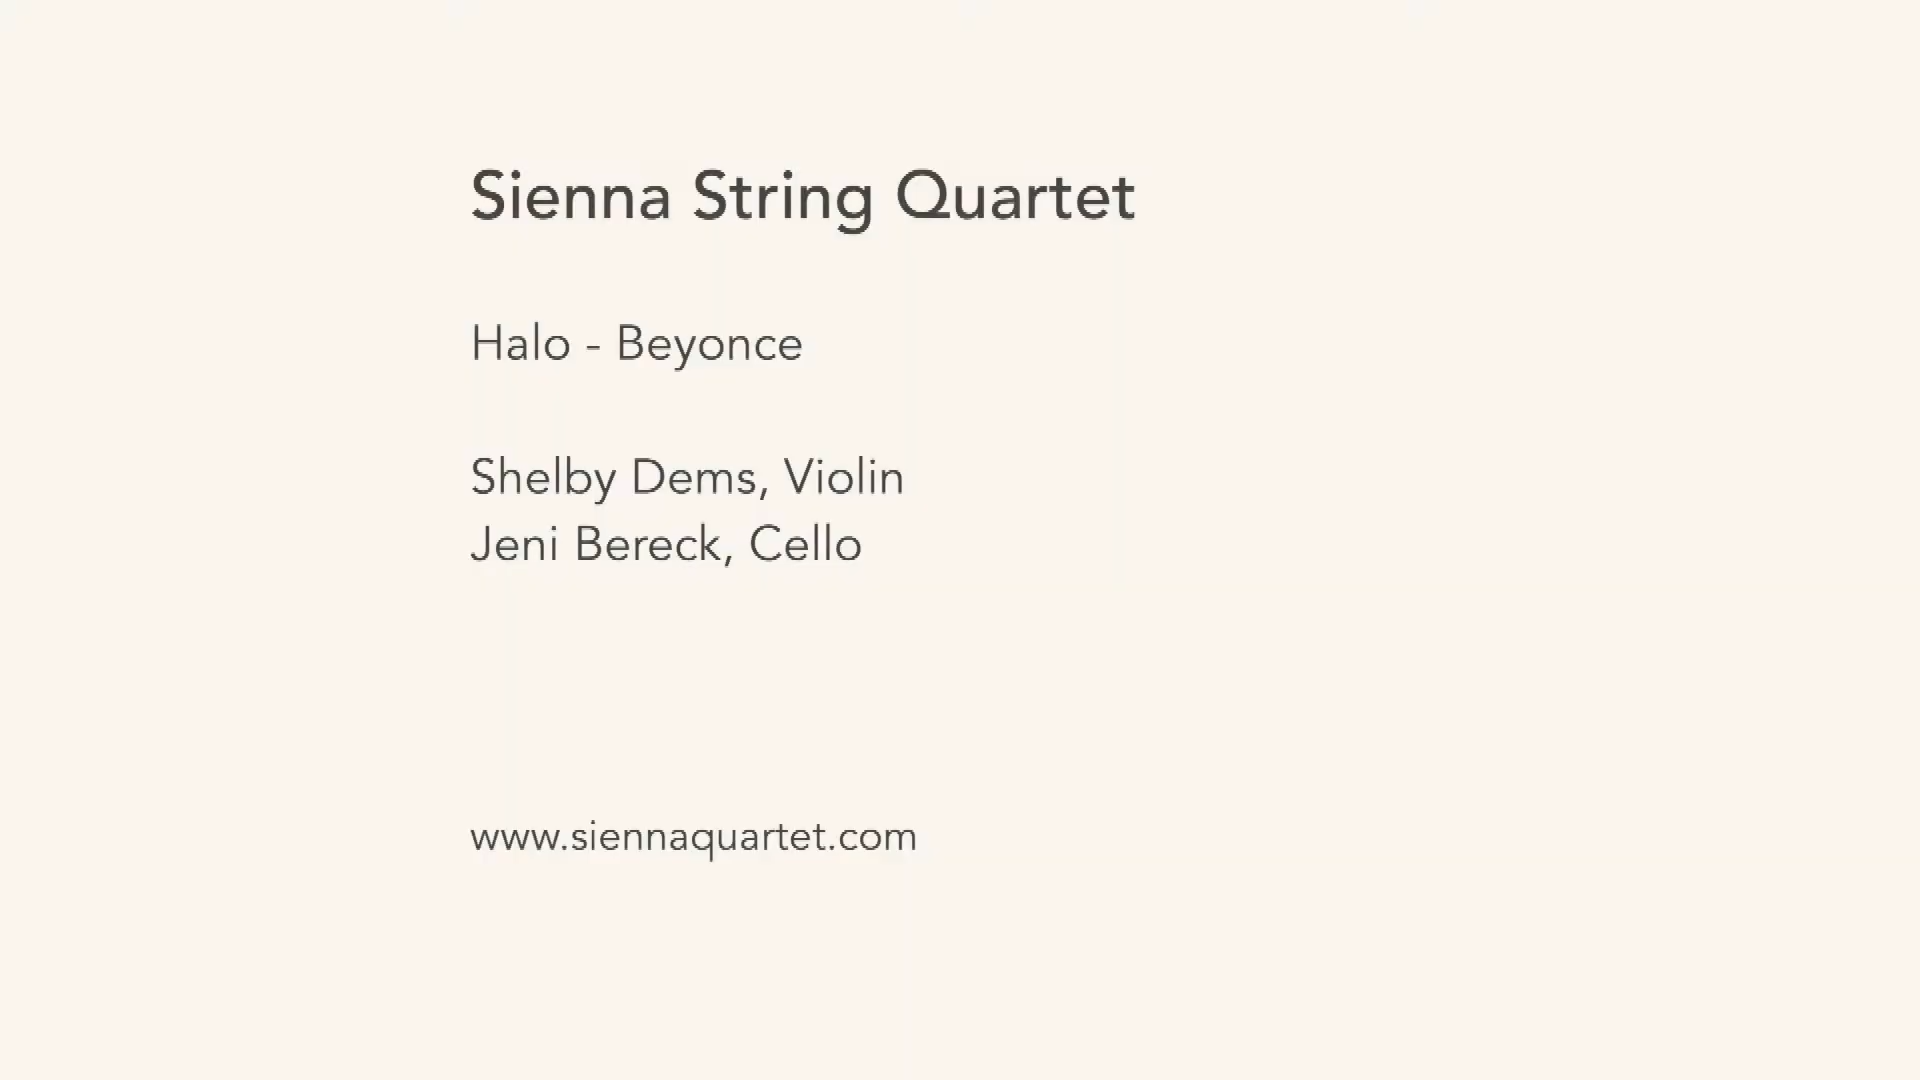 Sienna String Quartet
Halo - Beyonce
Shelby Dems, Violin
Jeni Bereck, Cello
www.siennaquartet.com